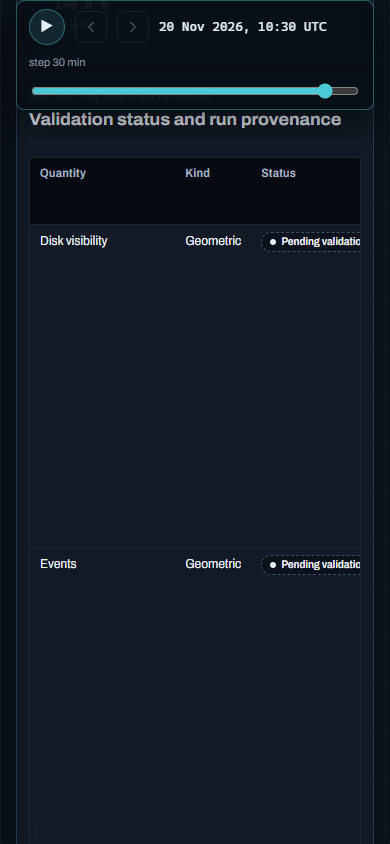 20 Nov 2026, 10:30 UTC
step 30 min
Validation status and run provenance
Quantity Kind Status
Disk visibility Geometric Pending validatio
Events Geometric Pending validatio